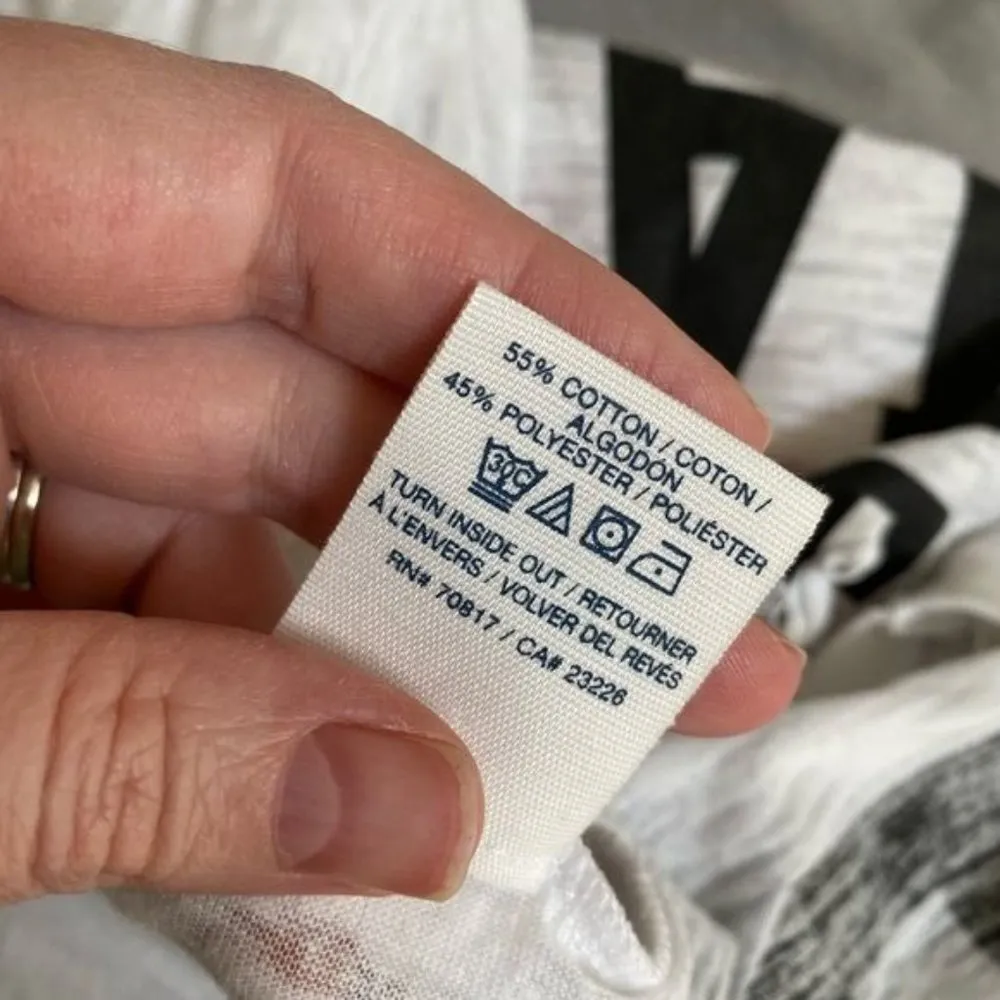 55% COTTON / COTON /
ALGODÓN
45% POLYESTER / POLIÉSTER
30C
TURN INSIDE OUT / RETOURNER
À L'ENVERS / VOLVER DEL REVÉS
RN# 70817 / CA# 23226